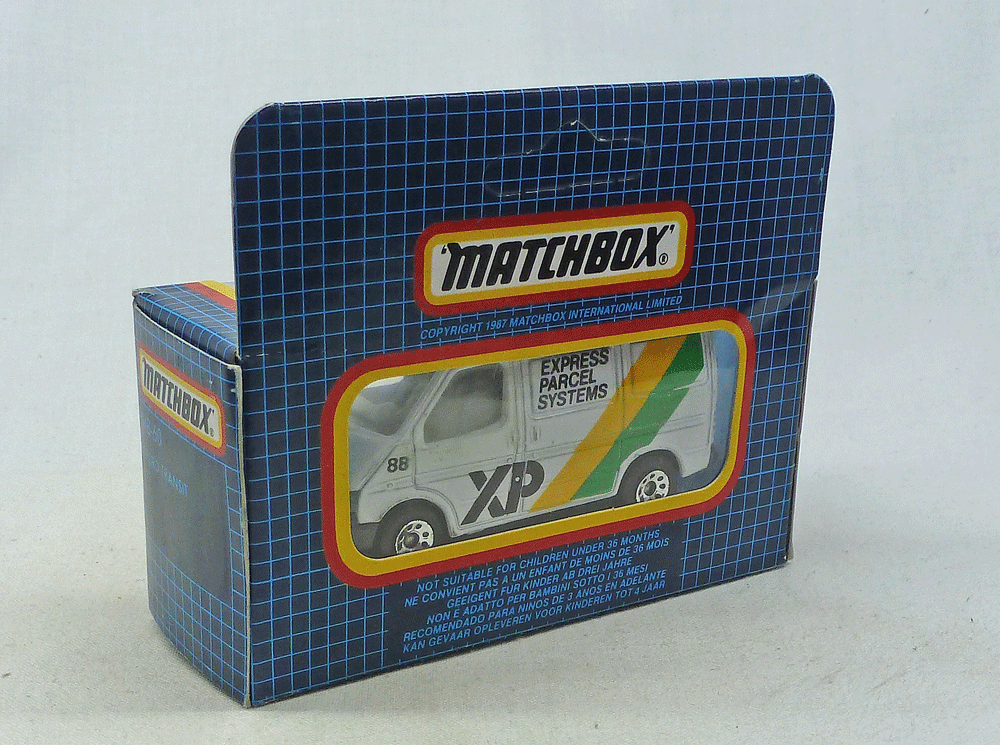 'MATCHBOX'®
COPYRIGHT 1987 MATCHBOX INTERNATIONAL LIMITED
EXPRESS
PARCEL
SYSTEMS
88
XP
NOT SUITABLE FOR CHILDREN UNDER 36 MONTHS
NE CONVIENT PAS A UN ENFANT DE MOINS DE 36 MOIS
GEEIGENT FUR KINDER AB DREI JAHRE
NON E ADATTO PER BAMBINI SOTTO I 36 MESI
RECOMENDADO PARA NINOS DE 3 ANOS EN ADELANTE
KAN GEVAAR OPLEVEREN VOOR KINDEREN TOT 4 JAAR
'MATCHBOX'®
TRANSIT